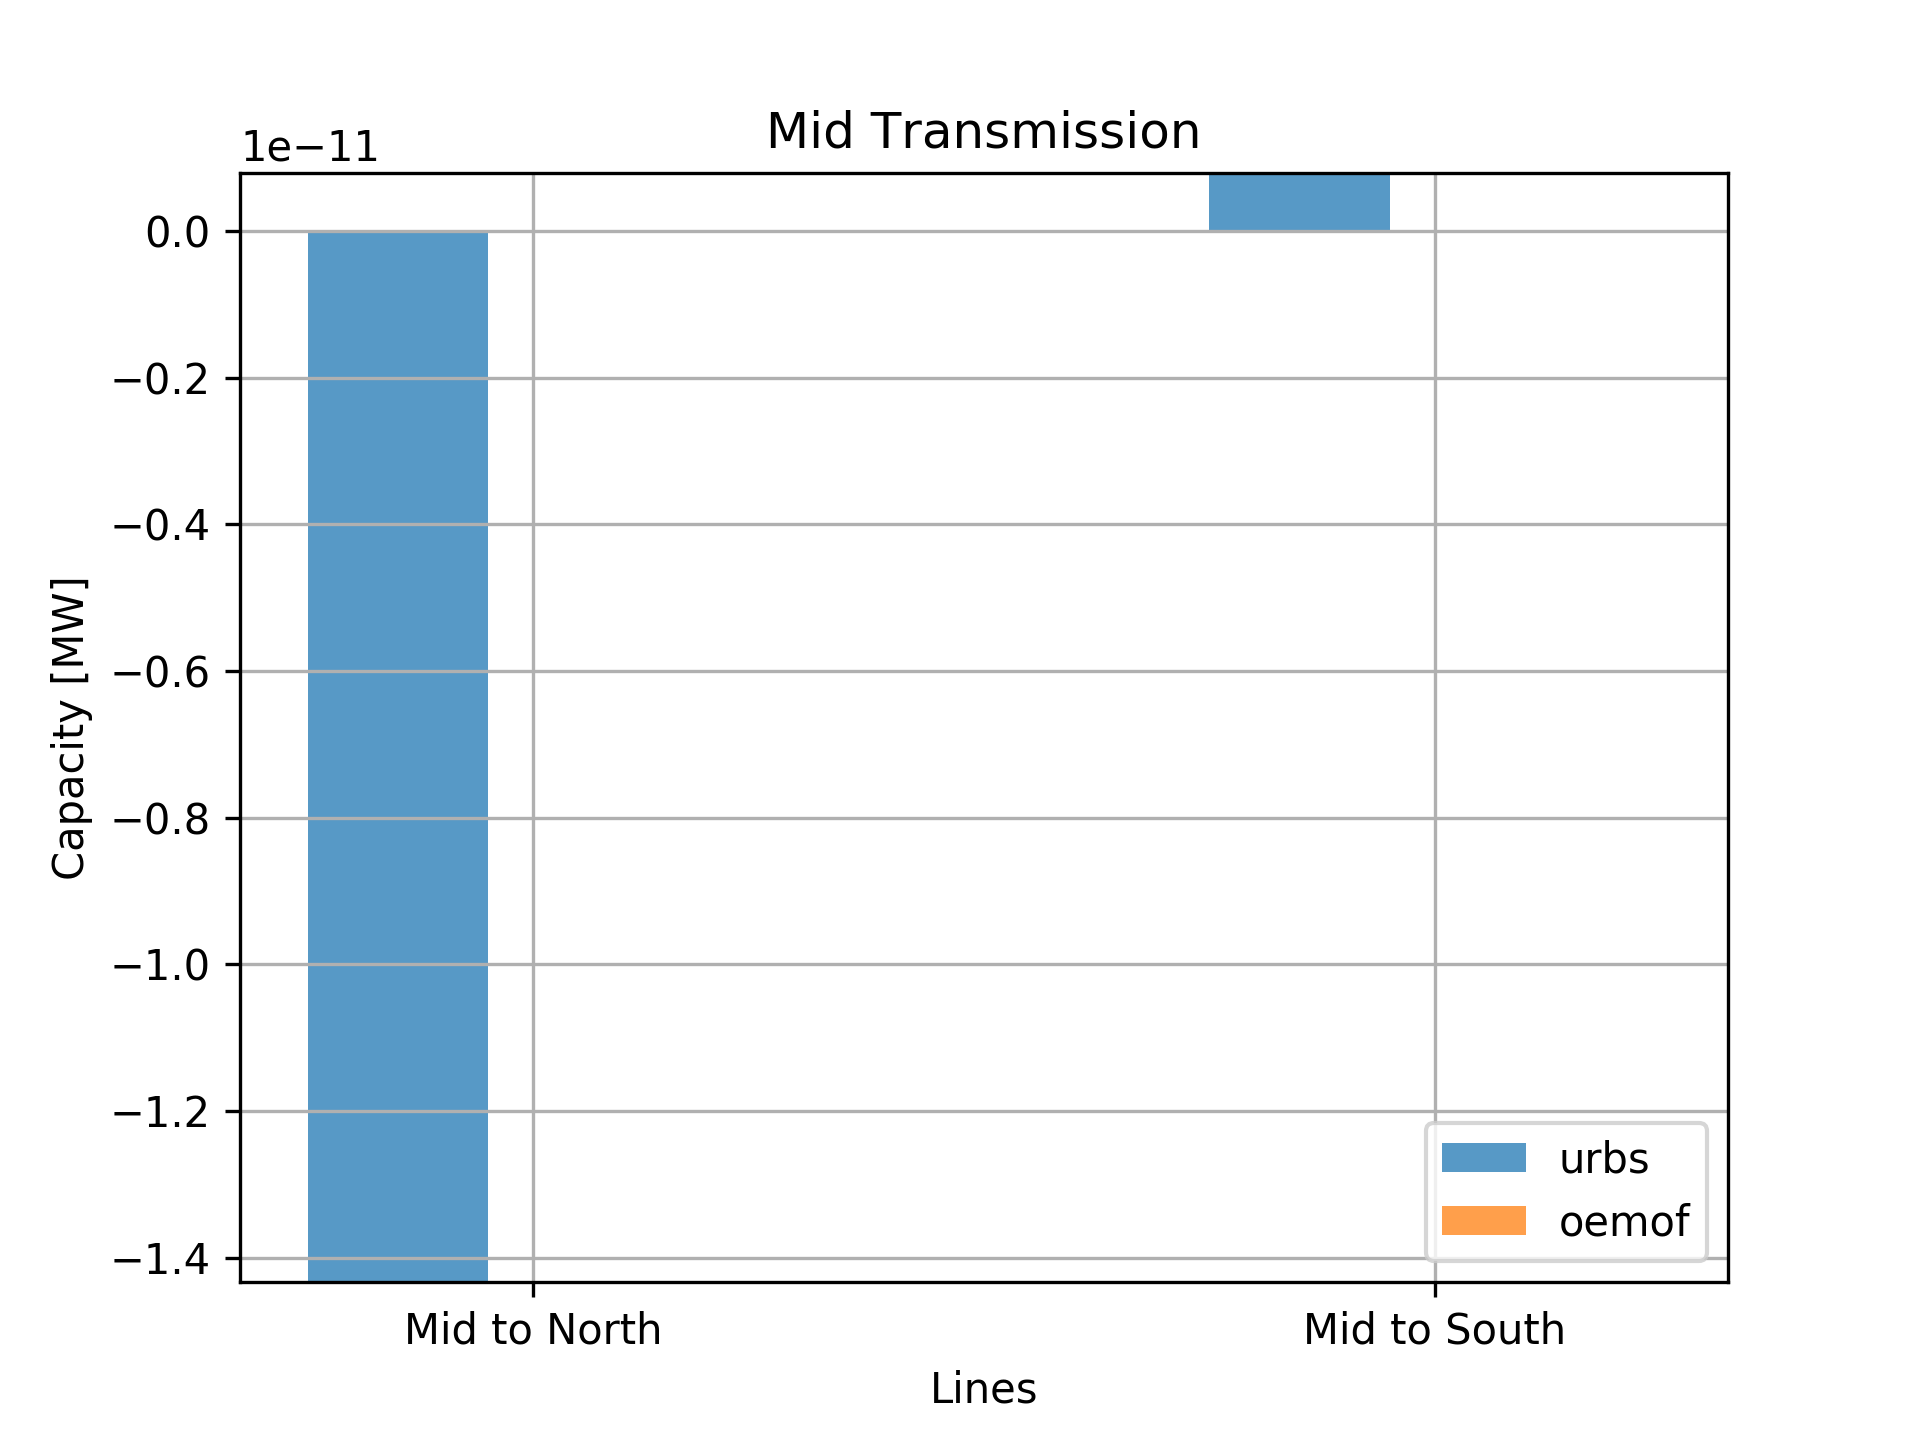 Mid Transmission
1e−11
0.0
−0.2
−0.4
−0.6
−0.8
−1.0
−1.2
−1.4
Capacity [MW]
urbs
oemof
Mid to North
Mid to South
Lines